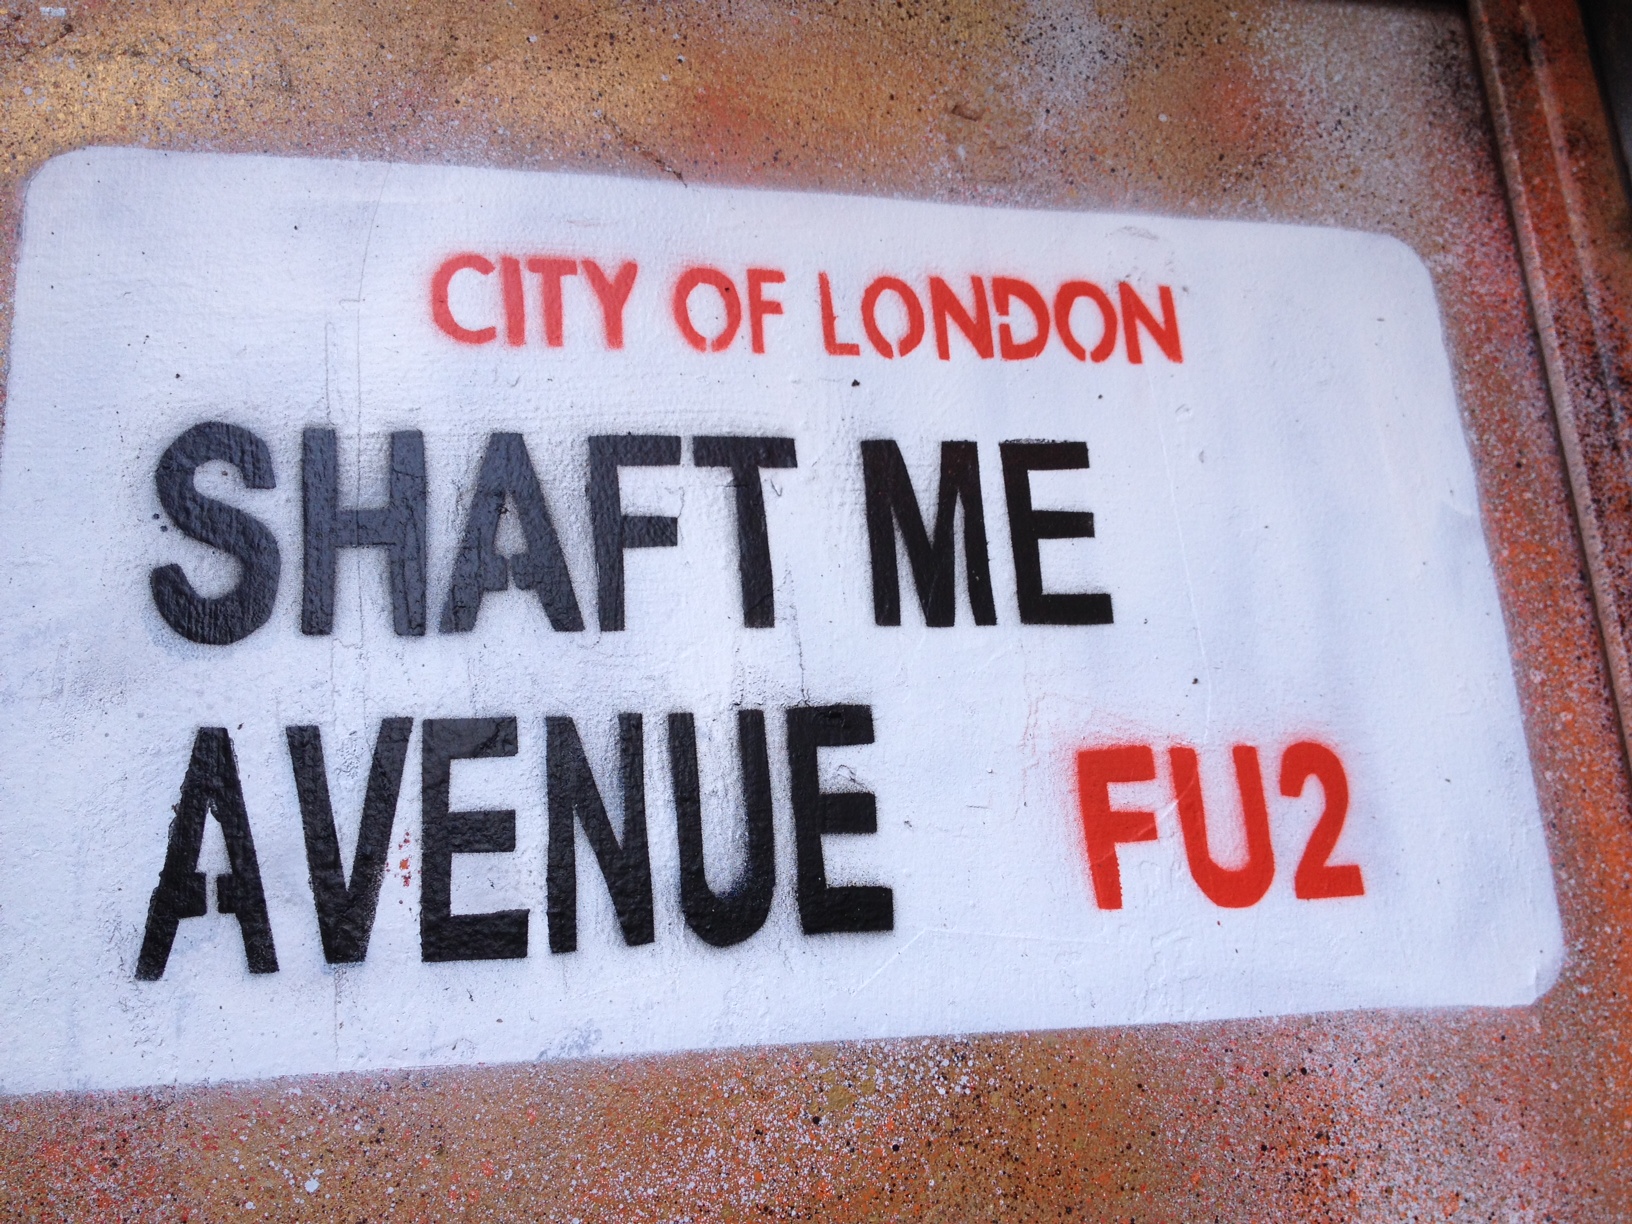 CITY OF LONDON
SHAFT ME
AVENUE FU2